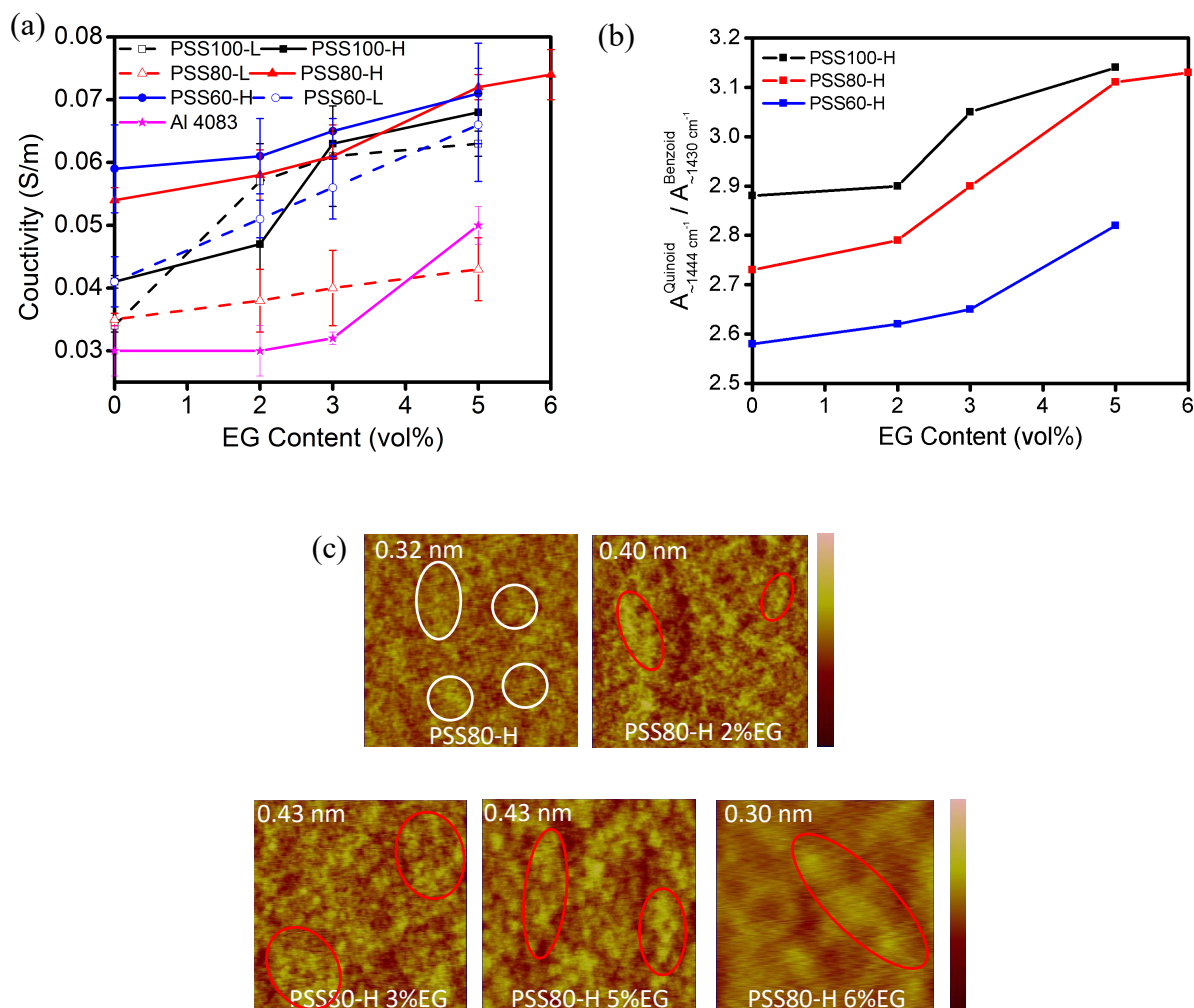 (a)
0.08
0.07
0.06
0.05
0.04
0.03
Couctivity (S/m)
PSS100-L PSS100-H
PSS80-L PSS80-H
PSS60-H PSS60-L
Al 4083
0 1 2 3 4 5 6
EG Content (vol%)
(b)
3.2
3.1
3.0
2.9
2.8
2.7
2.6
2.5
A Quinoid ~1444 cm-1 / A Benzoid ~1430 cm-1
PSS100-H
PSS80-H
PSS60-H
0 1 2 3 4 5 6
EG Content (vol%)
(c)
0.32 nm
PSS80-H
0.40 nm
PSS80-H 2%EG
0.43 nm
PSS80-H 3%EG
0.43 nm
PSS80-H 5%EG
0.30 nm
PSS80-H 6%EG